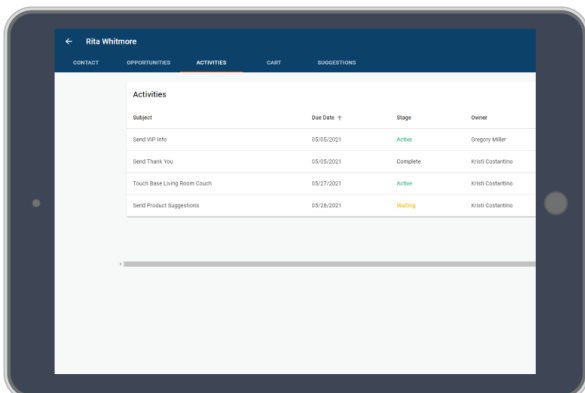 ← Rita Whitmore
CONTACT OPPORTUNITIES ACTIVITIES CART SUGGESTIONS
Activities
Subject Due Date ↑ Stage Owner
Send VIP Info 05/05/2021 Active Gregory Miller
Send Thank You 05/05/2021 Complete Kristi Costantino
Touch Base Living Room Couch 05/27/2021 Active Kristi Costantino
Send Product Suggestions 05/28/2021 Waiting Kristi Costantino